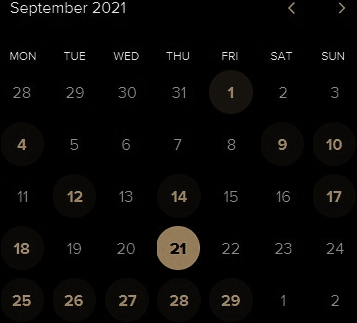 September 2021
MON TUE WED THU FRI SAT SUN
28 29 30 31 1 2 3
4 5 6 7 8 9 10
11 12 13 14 15 16 17
18 19 20 21 22 23 24
25 26 27 28 29 1 2